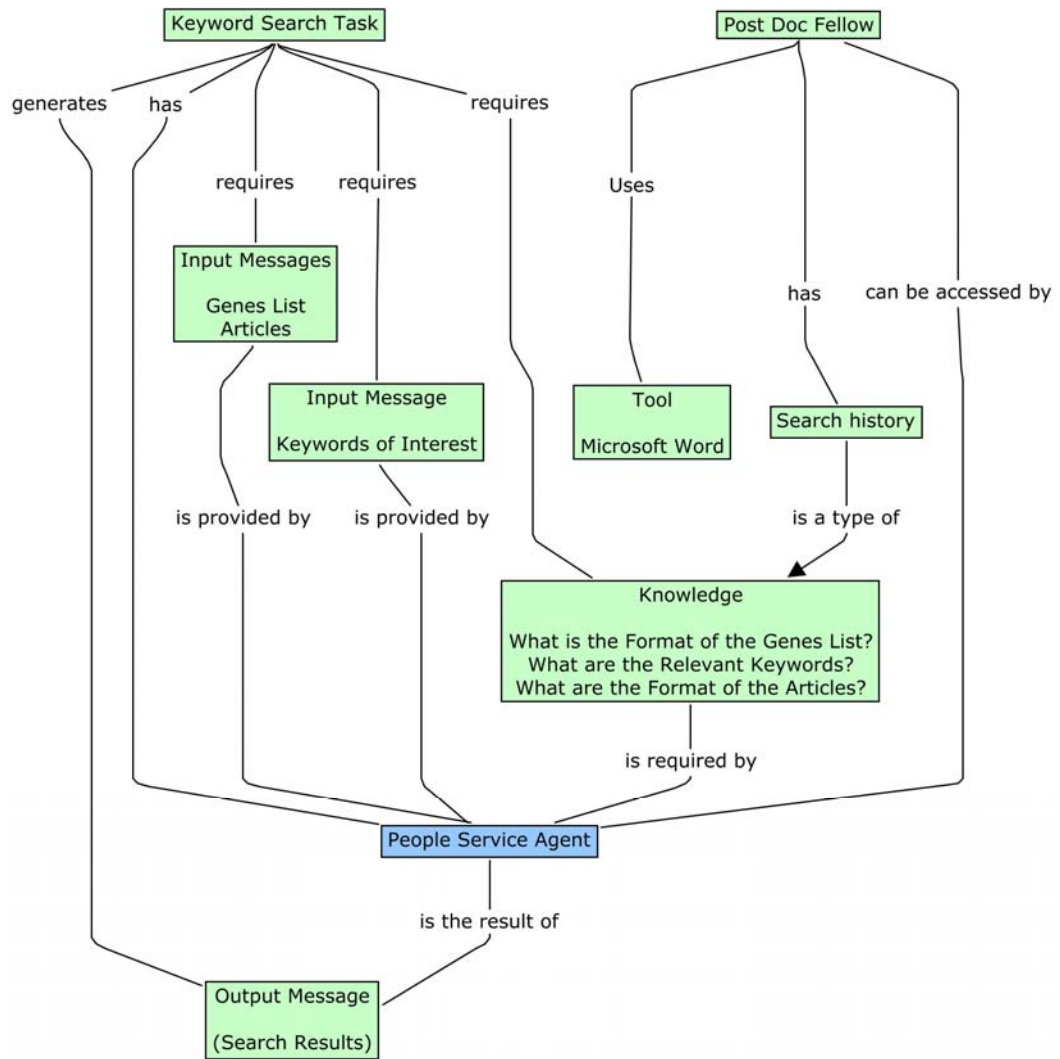 Keyword Search Task
Post Doc Fellow
generates
has
requires
requires
requires
Uses
Input Messages
Genes List
Articles
has
can be accessed by
Input Message
Keywords of Interest
Tool
Microsoft Word
Search history
is provided by
is provided by
is a type of
Knowledge
What is the Format of the Genes List?
What are the Relevant Keywords?
What are the Format of the Articles?
is required by
People Service Agent
is the result of
Output Message
(Search Results)